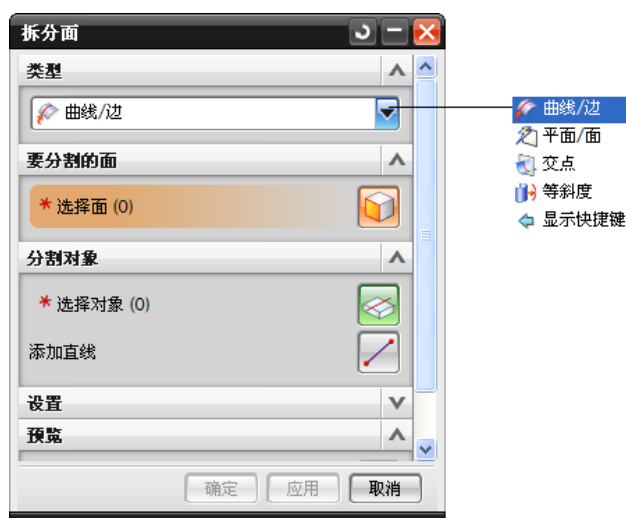 拆分面
类型
曲线/边
要分割的面
* 选择面 (0)
分割对象
* 选择对象 (0)
添加直线
设置
预览
确定 应用 取消
曲线/边
平面/面
交点
等斜度
显示快捷键